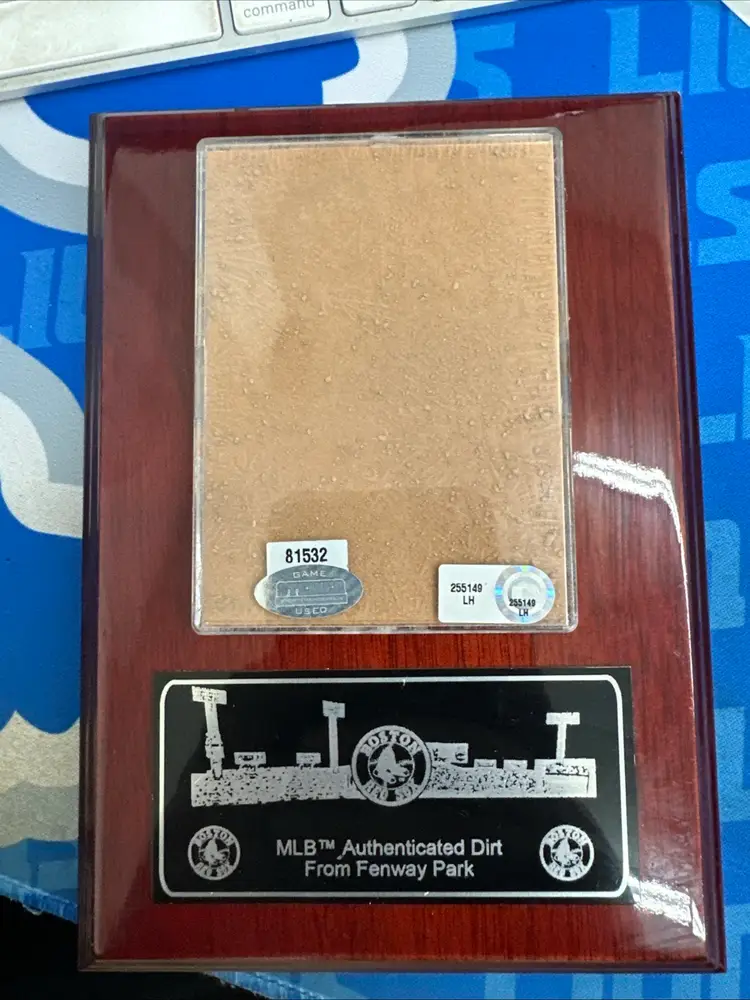 command
81532
GAME
USED
255149
LH
255149
LH
BOSTON
RED SOX
MLB™ Authenticated Dirt
From Fenway Park
BOSTON
RED SOX
BOSTON
RED SOX